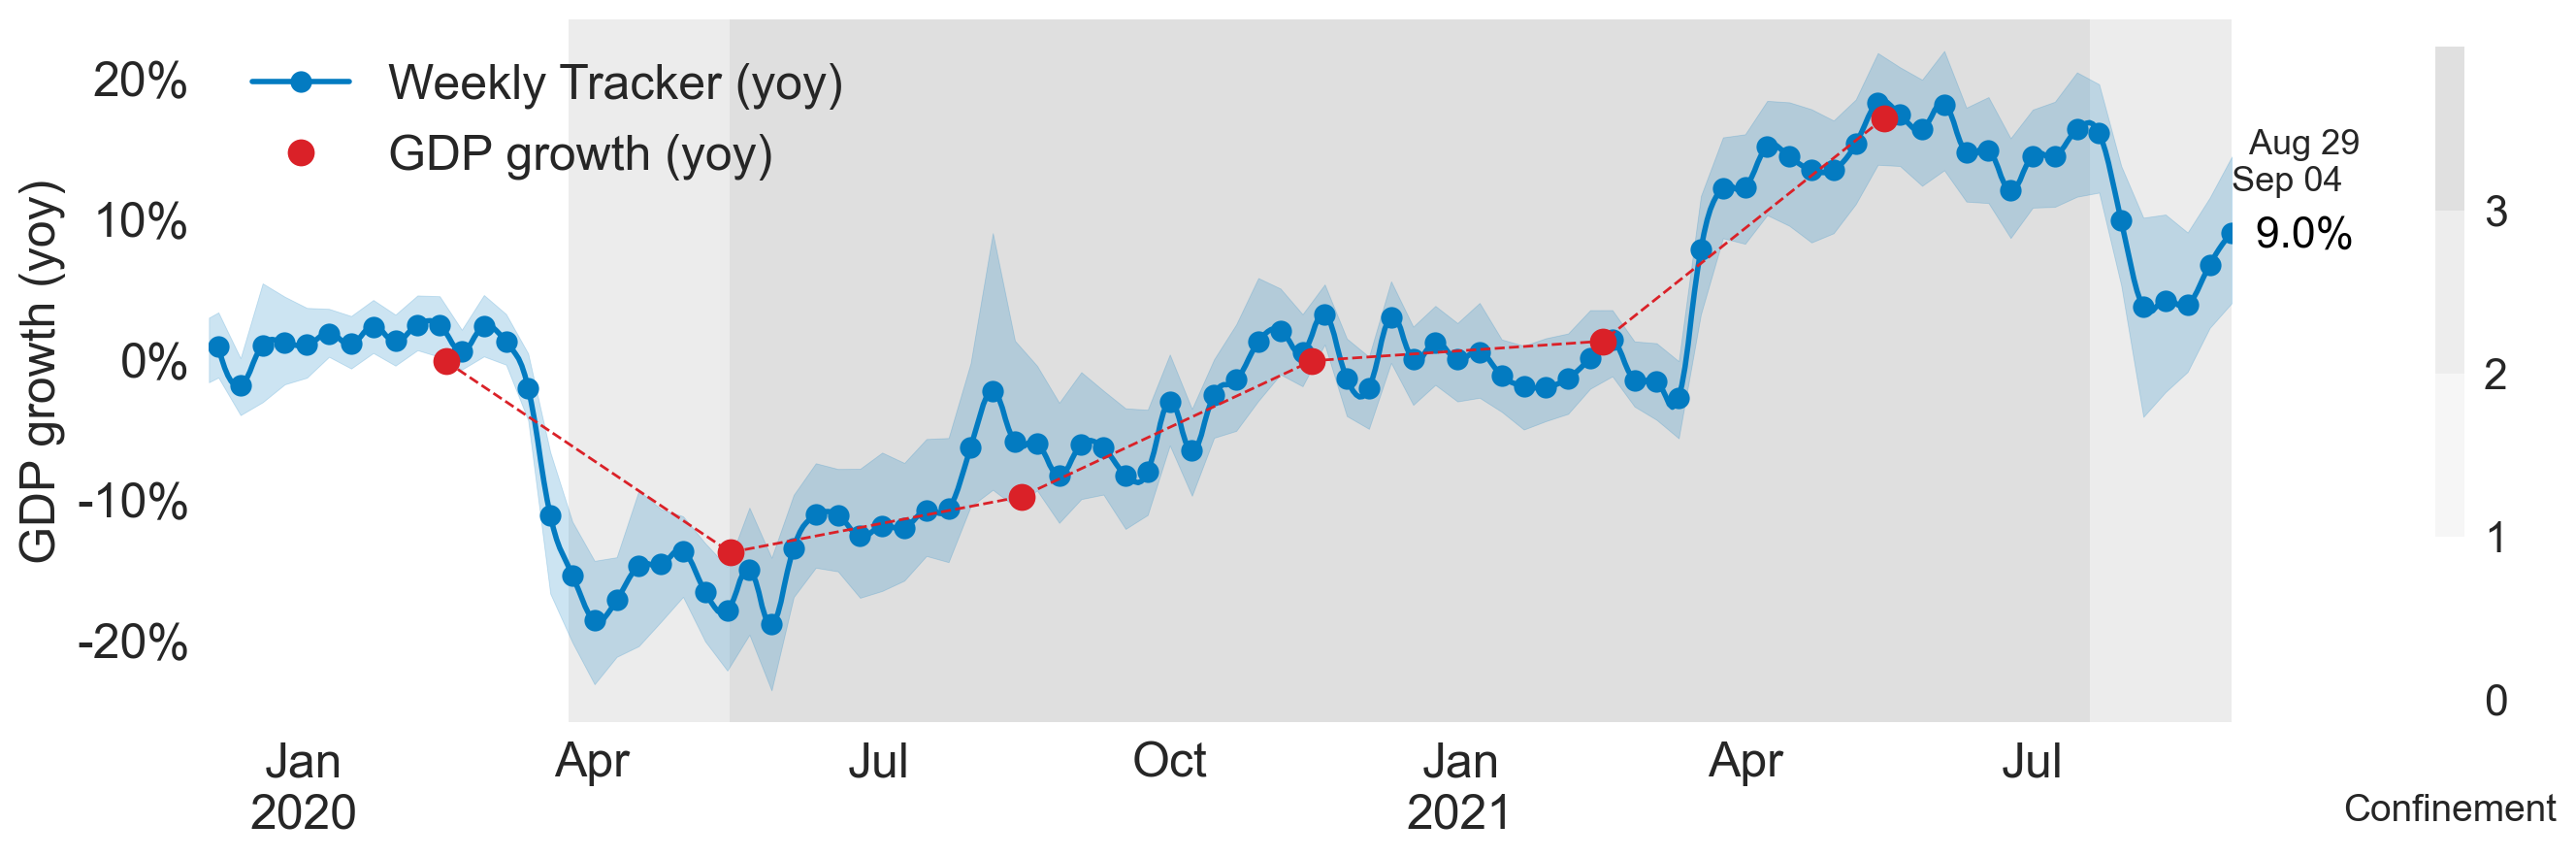 20%
10%
0%
-10%
-20%
GDP growth (yoy)
Weekly Tracker (yoy)
GDP growth (yoy)
Aug 29
Sep 04
9.0%
3
2
1
0
Confinement
Jan
2020
Apr
Jul
Oct
Jan
2021
Apr
Jul